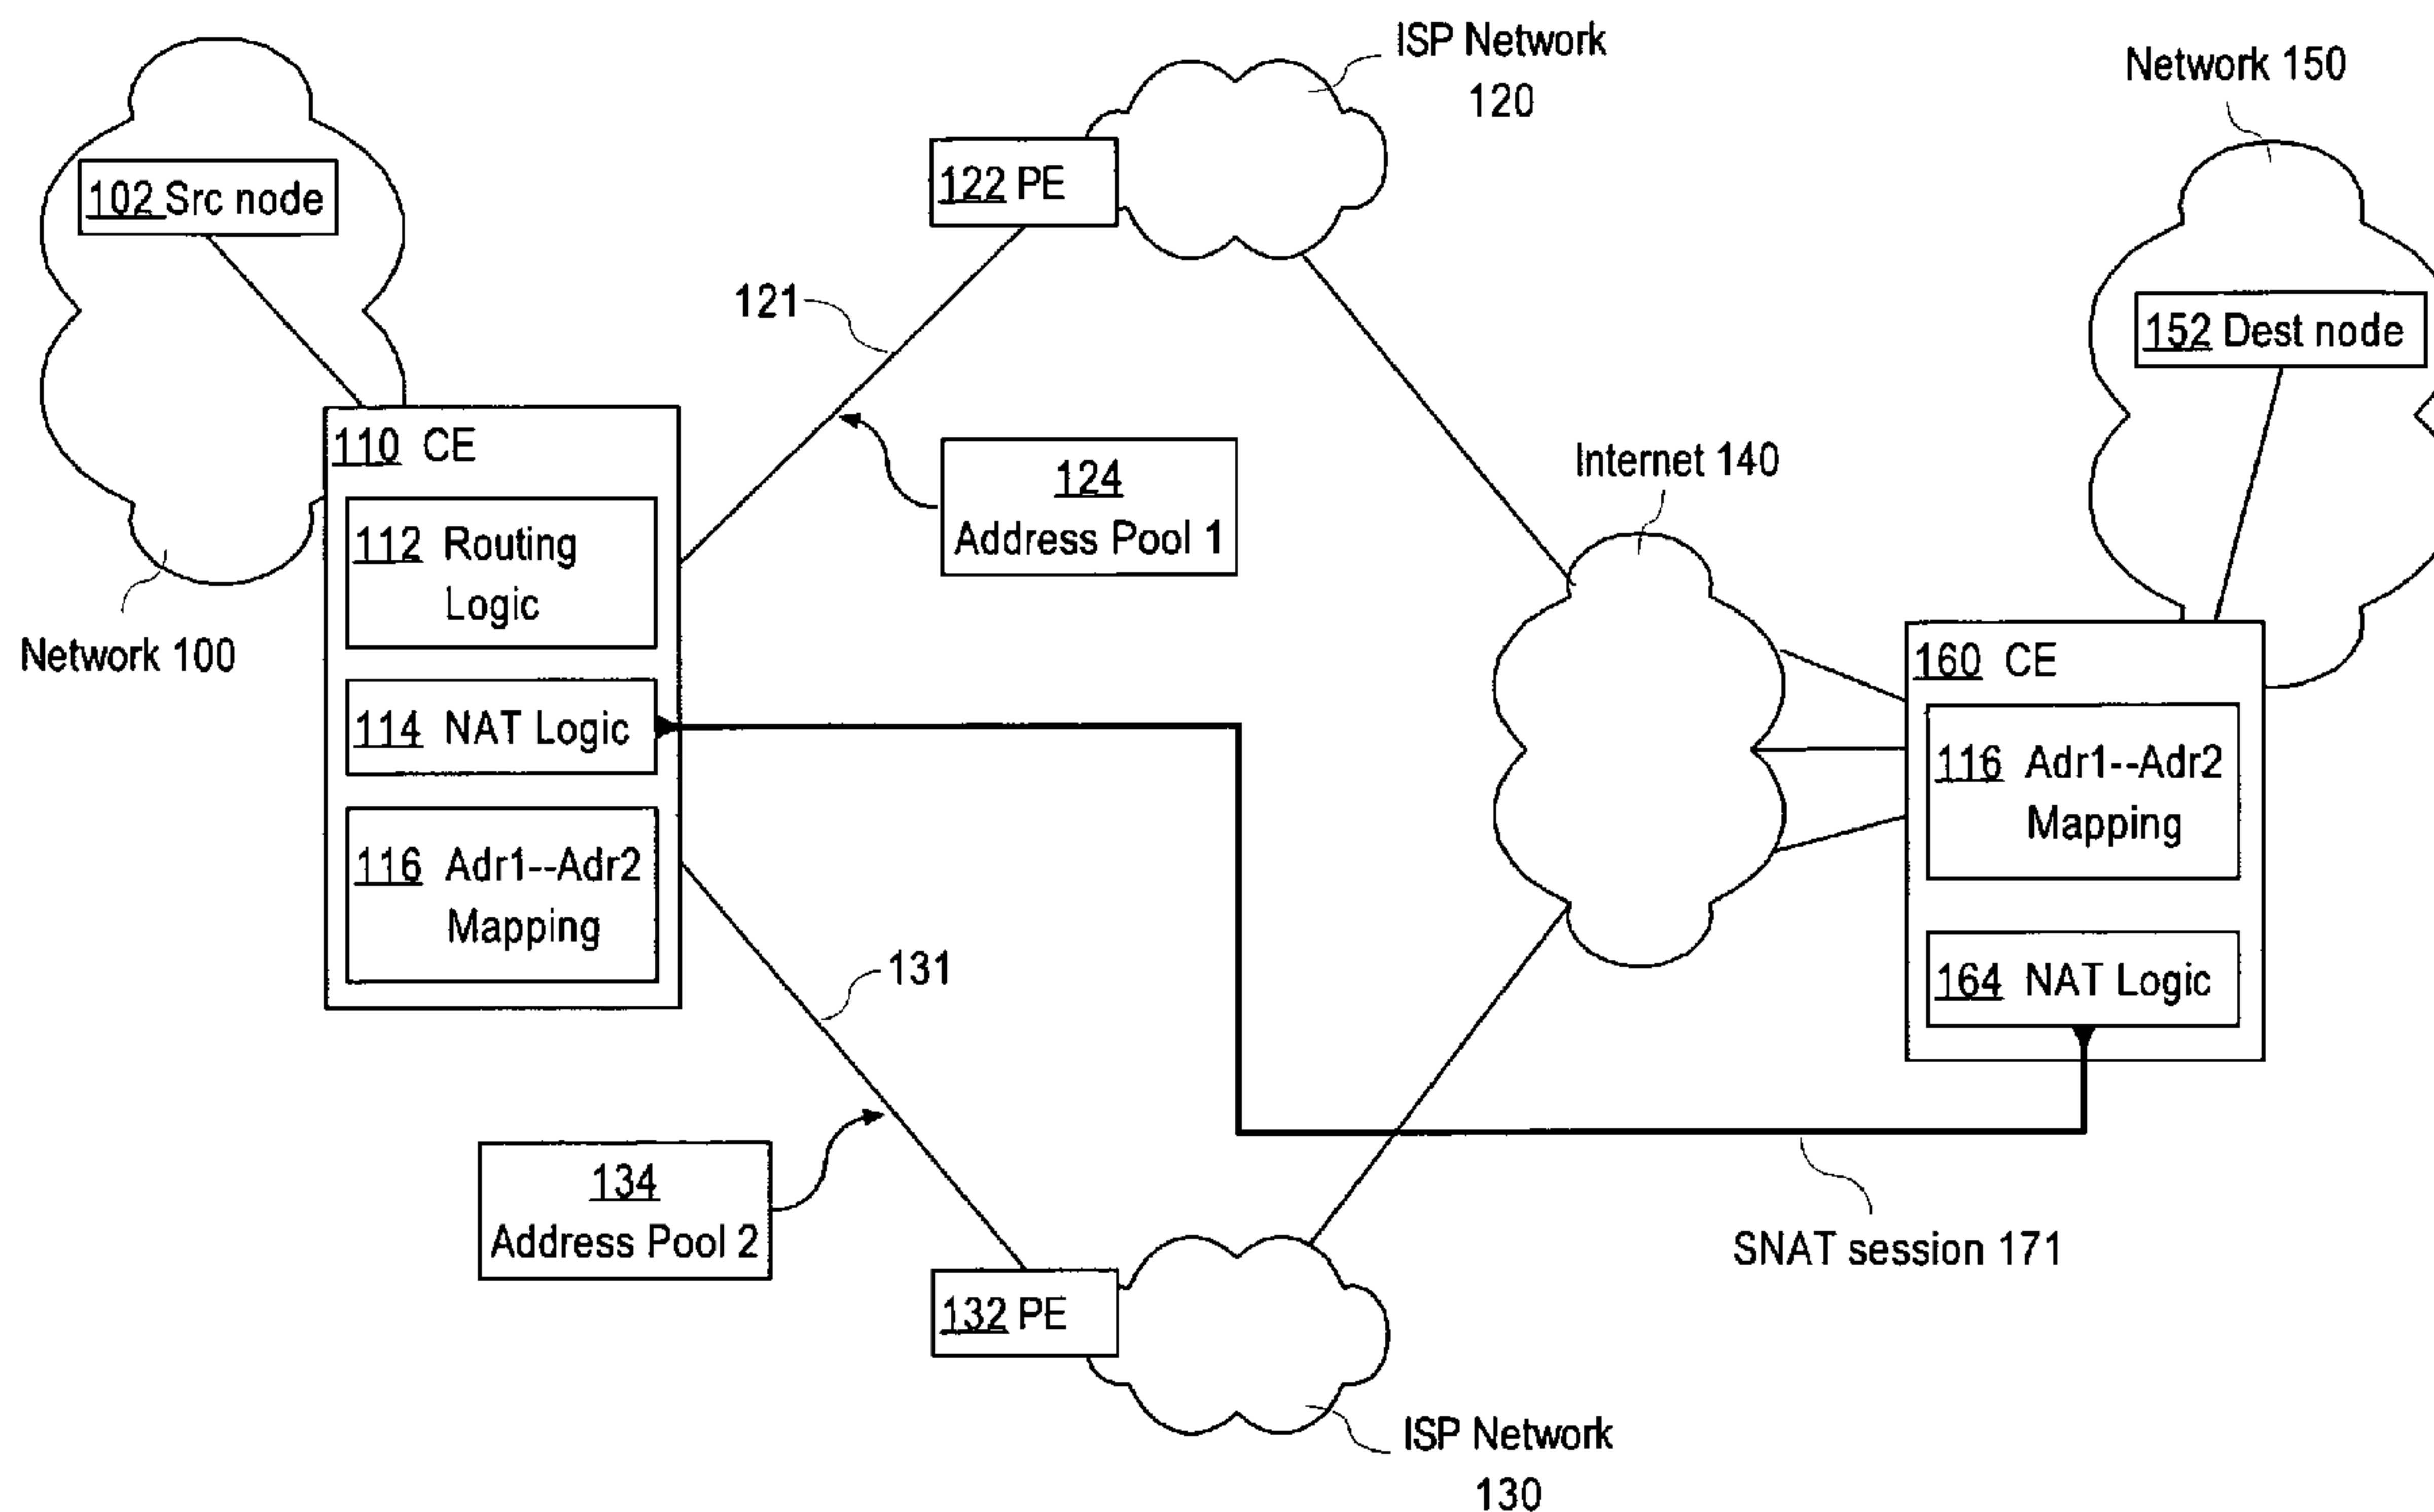 ISP Network
120
Network 150
102 Src node
122 PE
121
152 Dest node
110 CE
124
Address Pool 1
Internet 140
112 Routing
Logic
Network 100
160 CE
114 NAT Logic
116 Adr1--Adr2
Mapping
116 Adr1--Adr2
Mapping
131
164 NAT Logic
134
Address Pool 2
SNAT session 171
132 PE
ISP Network
130